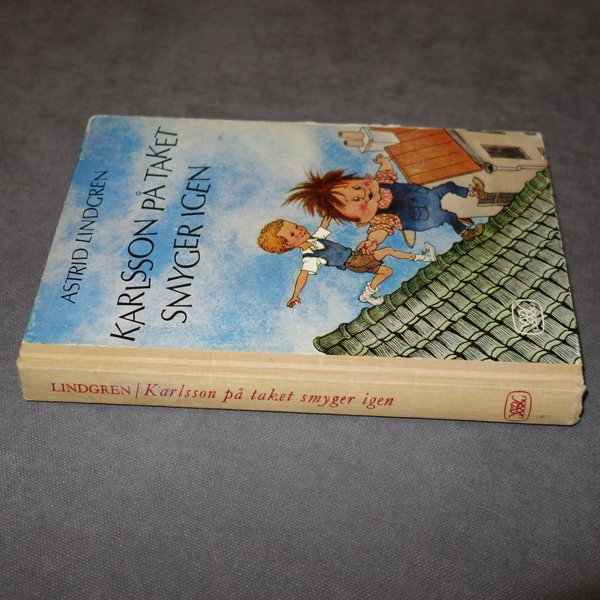 ASTRID LINDGREN
KARLSSON PÅ TAKET
SMYGER IGEN
LINDGREN / Karlsson på taket smyger igen